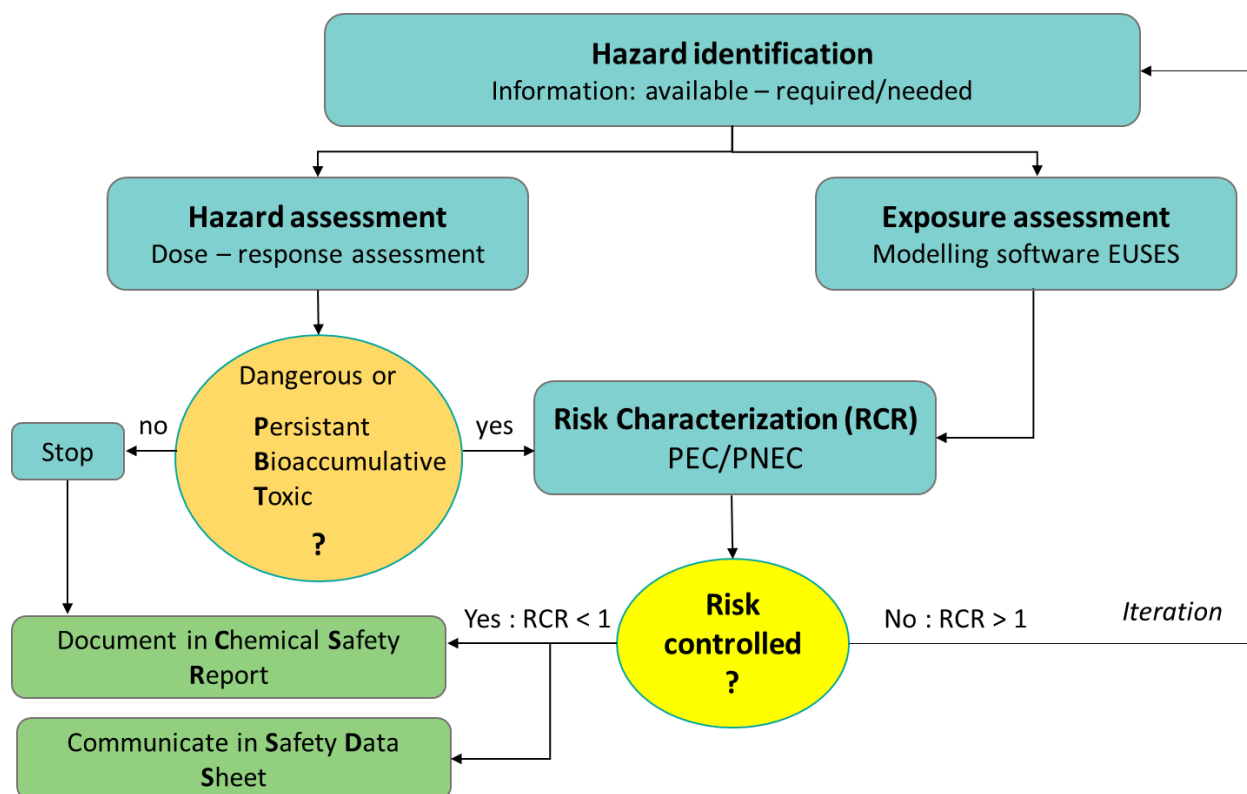 Hazard identification
Information: available – required/needed
Hazard assessment
Dose – response assessment
Exposure assessment
Modelling software EUSES
Dangerous or
Persistant
Bioaccumulative
Toxic
?
no
yes
Stop
Risk Characterization (RCR)
PEC/PNEC
Risk
controlled
?
Yes : RCR < 1
No : RCR > 1
Iteration
Document in Chemical Safety
Report
Communicate in Safety Data
Sheet